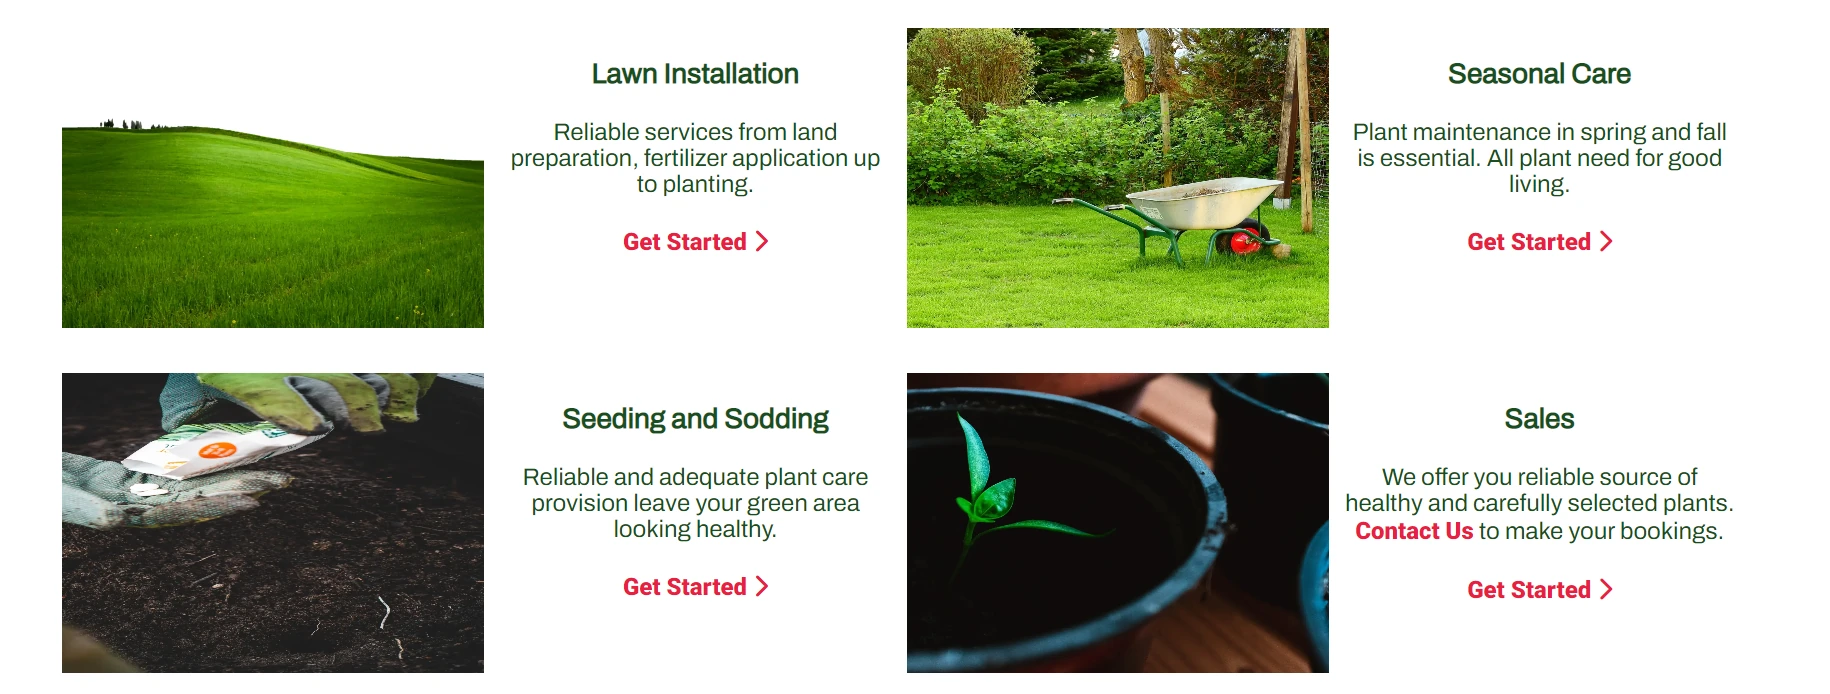 Lawn Installation
Reliable services from land
preparation, fertilizer application up
to planting.
Get Started
Seasonal Care
Plant maintenance in spring and fall
is essential. All plant need for good
living.
Get Started
Seeding and Sodding
Reliable and adequate plant care
provision leave your green area
looking healthy.
Get Started
Sales
We offer you reliable source of
healthy and carefully selected plants.
Contact Us to make your bookings.
Get Started